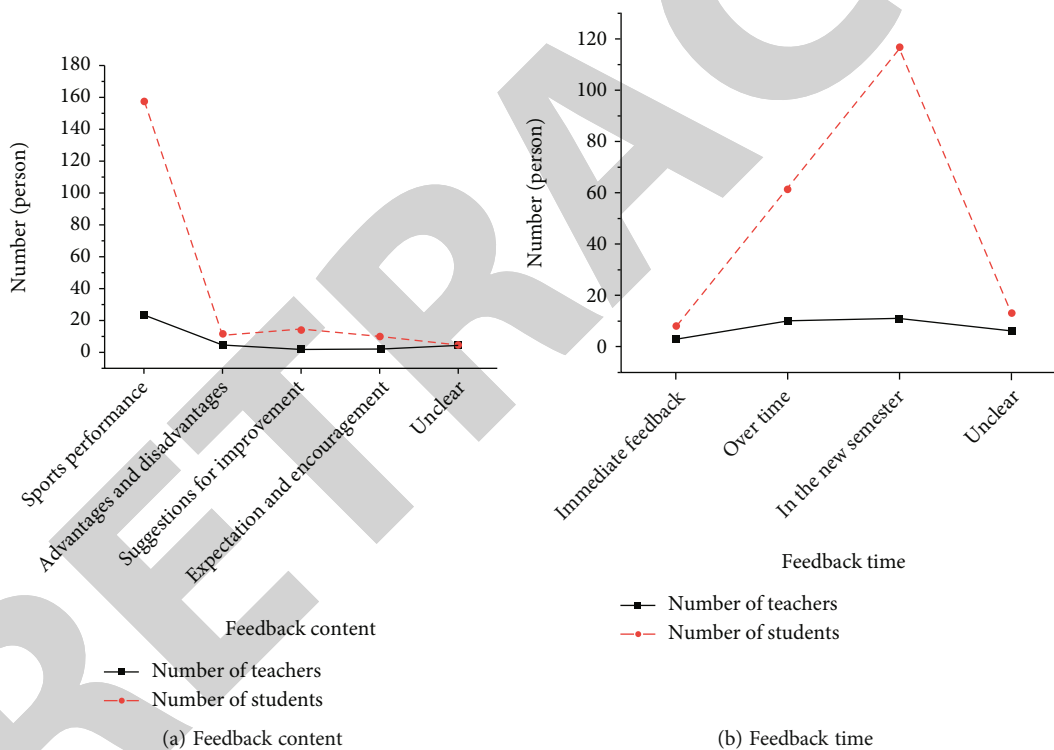 180
160
140
120
100
80
60
40
20
0
Number (person)
Sports performance
Advantages and disadvantages
Suggestions for improvement
Expectation and encouragement
Unclear
Feedback content
Number of teachers
Number of students
(a) Feedback content
120
100
80
60
40
20
0
Number (person)
Immediate feedback
Over time
In the new semester
Unclear
Feedback time
Number of teachers
Number of students
(b) Feedback time
RETRAC